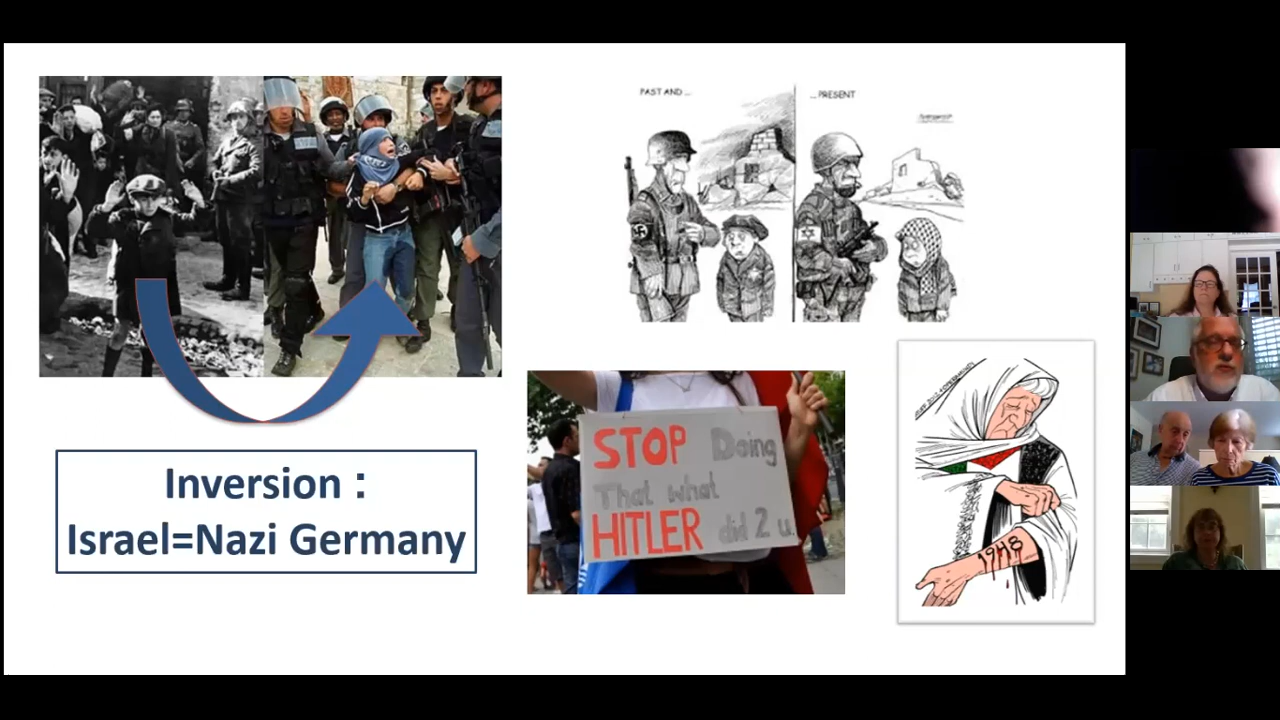 PAST AND ...
... PRESENT
STOP Doing
That what
HITLER did 2 u.
1948
Inversion :
Israel=Nazi Germany